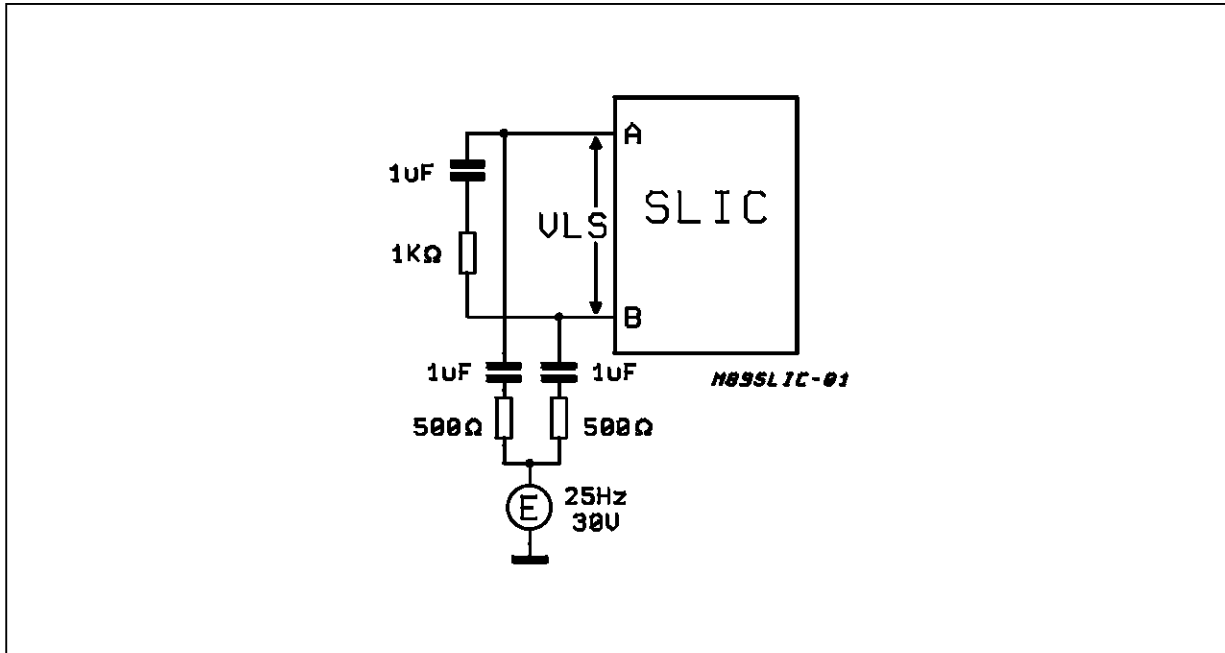 A
1uF
SLIC
VLS
1KΩ
B
1uF
1uF
M89SLIC-01
500Ω
500Ω
E
25Hz
30V